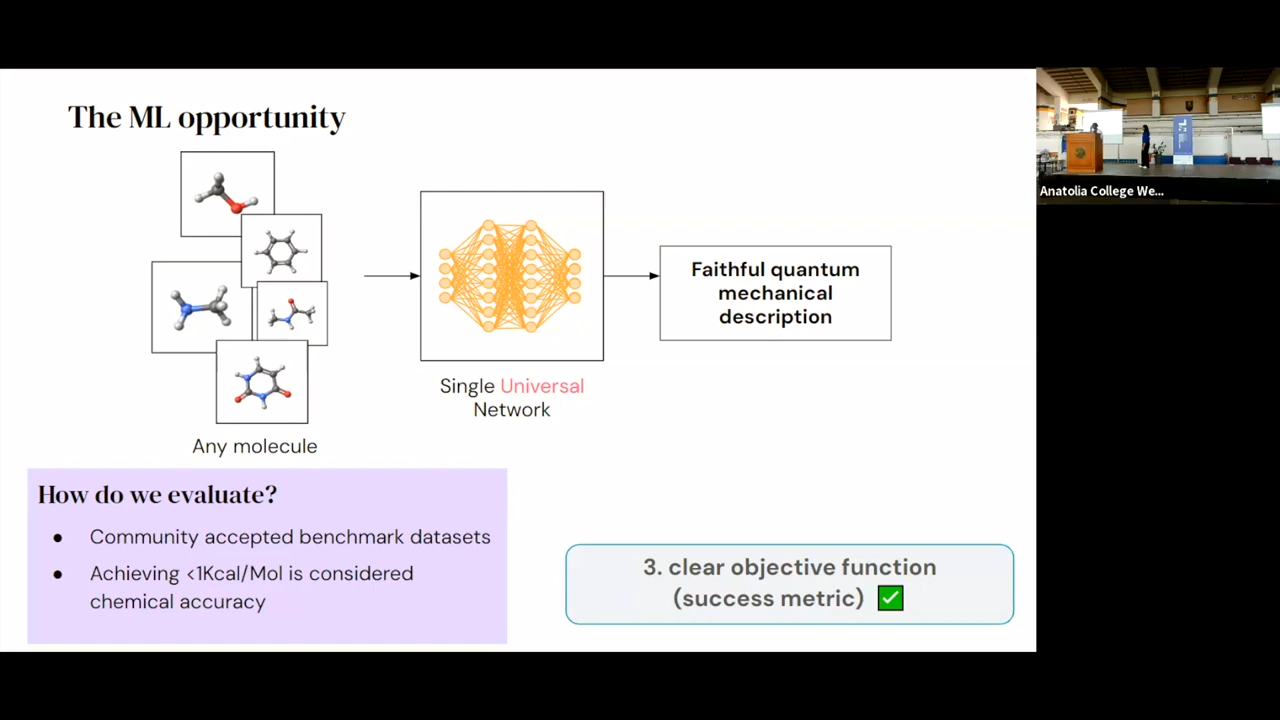 The ML opportunity
Any molecule
Single Universal
Network
Faithful quantum
mechanical
description
How do we evaluate?
● Community accepted benchmark datasets
● Achieving <1Kcal/Mol is considered
chemical accuracy
3. clear objective function
(success metric) ✅
Anatolia College We...